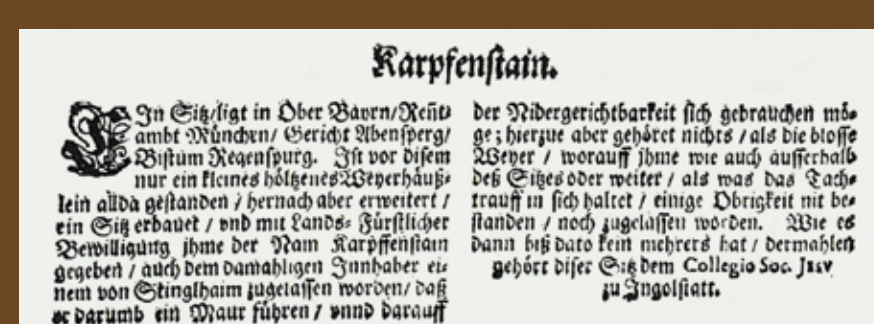 Karpfenstain.
EIn Sitz/ligt in Ober Bayrn/Rent⸗
ambt München/ Gericht Abensperg/
Bistum Regenspurg. Ist vor disem
nur ein kleines höltzenes Weyerhäuß⸗
lein allda gestanden / hernach aber erweitert /
ein Sitz erbauet / vnd mit Lands⸗ Fürstlicher
Bewilligung jhme der Nam Karpffenstain
gegeben / auch dem damahligen Innhaber ei⸗
nem von Stinglhaim zugelassen worden/ daß
er darumb ein Maur führen / vnnd darauff
der Nidergerichtbarkeit sich gebrauchen mö⸗
ge; hierzue aber gehöret nichts / als die blosse
Weyer / worauff jhme wie auch ausserhalb
deß Sitzes oder weiter / als was das Tach⸗
trauff in sich haltet / einige Obrigkeit nit be⸗
standen / noch zugelassen worden. Wie es
dann biß dato kein mehrers hat / dermahlen
gehört diser Sitz dem Collegio Soc. Jesv
zu Ingolstatt.